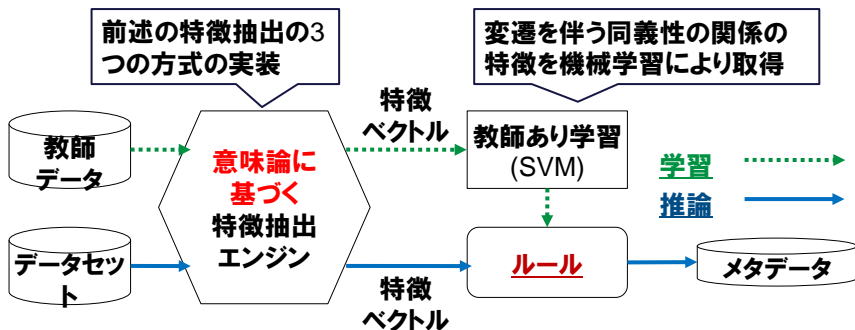 前述の特徴抽出の3
つの方式の実装
変遷を伴う同義性の関係の
特徴を機械学習により取得
特徴
ベクトル
教師
データ
意味論に
基づく
特徴抽出
エンジン
教師あり学習
(SVM)
学習
推論
データセッ
ト
ルール
メタデータ
特徴
ベクトル